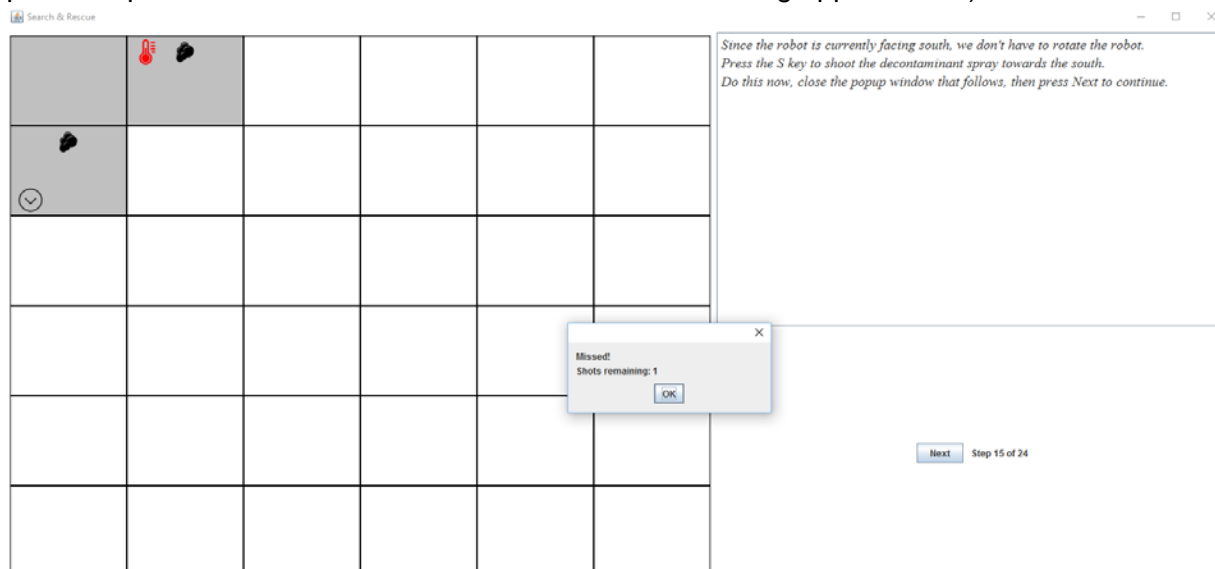 Search & Rescue
Since the robot is currently facing south, we don't have to rotate the robot.
Press the S key to shoot the decontaminant spray towards the south.
Do this now, close the popup window that follows, then press Next to continue.
Missed!
Shots remaining: 1
OK
Next Step 15 of 24